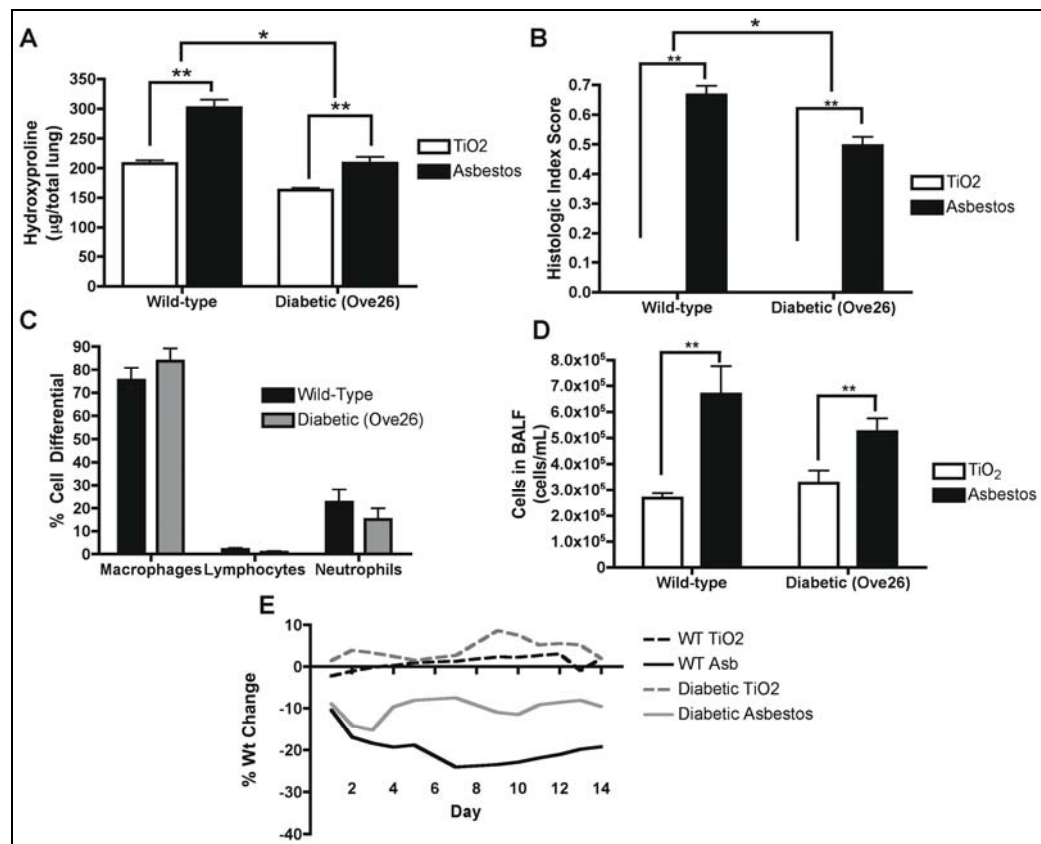 A
*
**
**
350
300
250
200
150
100
50
0
Hydroxyproline
(µg/total lung)
Wild-type
Diabetic (Ove26)
TiO2
Asbestos
B
*
**
**
0.7
0.6
0.5
0.4
0.3
0.2
0.1
0.0
Histologic Index Score
Wild-type
Diabetic (Ove26)
TiO2
Asbestos
C
90
80
70
60
50
40
30
20
10
0
% Cell Differential
Macrophages
Lymphocytes
Neutrophils
Wild-Type
Diabetic (Ove26)
D
**
**
8.0x10⁵
7.0x10⁵
6.0x10⁵
5.0x10⁵
4.0x10⁵
3.0x10⁵
2.0x10⁵
1.0x10⁵
0
Cells in BALF
(cells/mL)
Wild-type
Diabetic (Ove26)
TiO₂
Asbestos
E
10
0
-10
-20
-30
-40
% Wt Change
2 4 6 8 10 12 14
Day
WT TiO2
WT Asb
Diabetic TiO2
Diabetic Asbestos